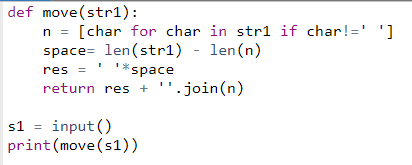 def move(str1):
    n = [char for char in str1 if char!=' ']
    space= len(str1) - len(n)
    res = ' '*space
    return res + ''.join(n)

s1 = input()
print(move(s1))